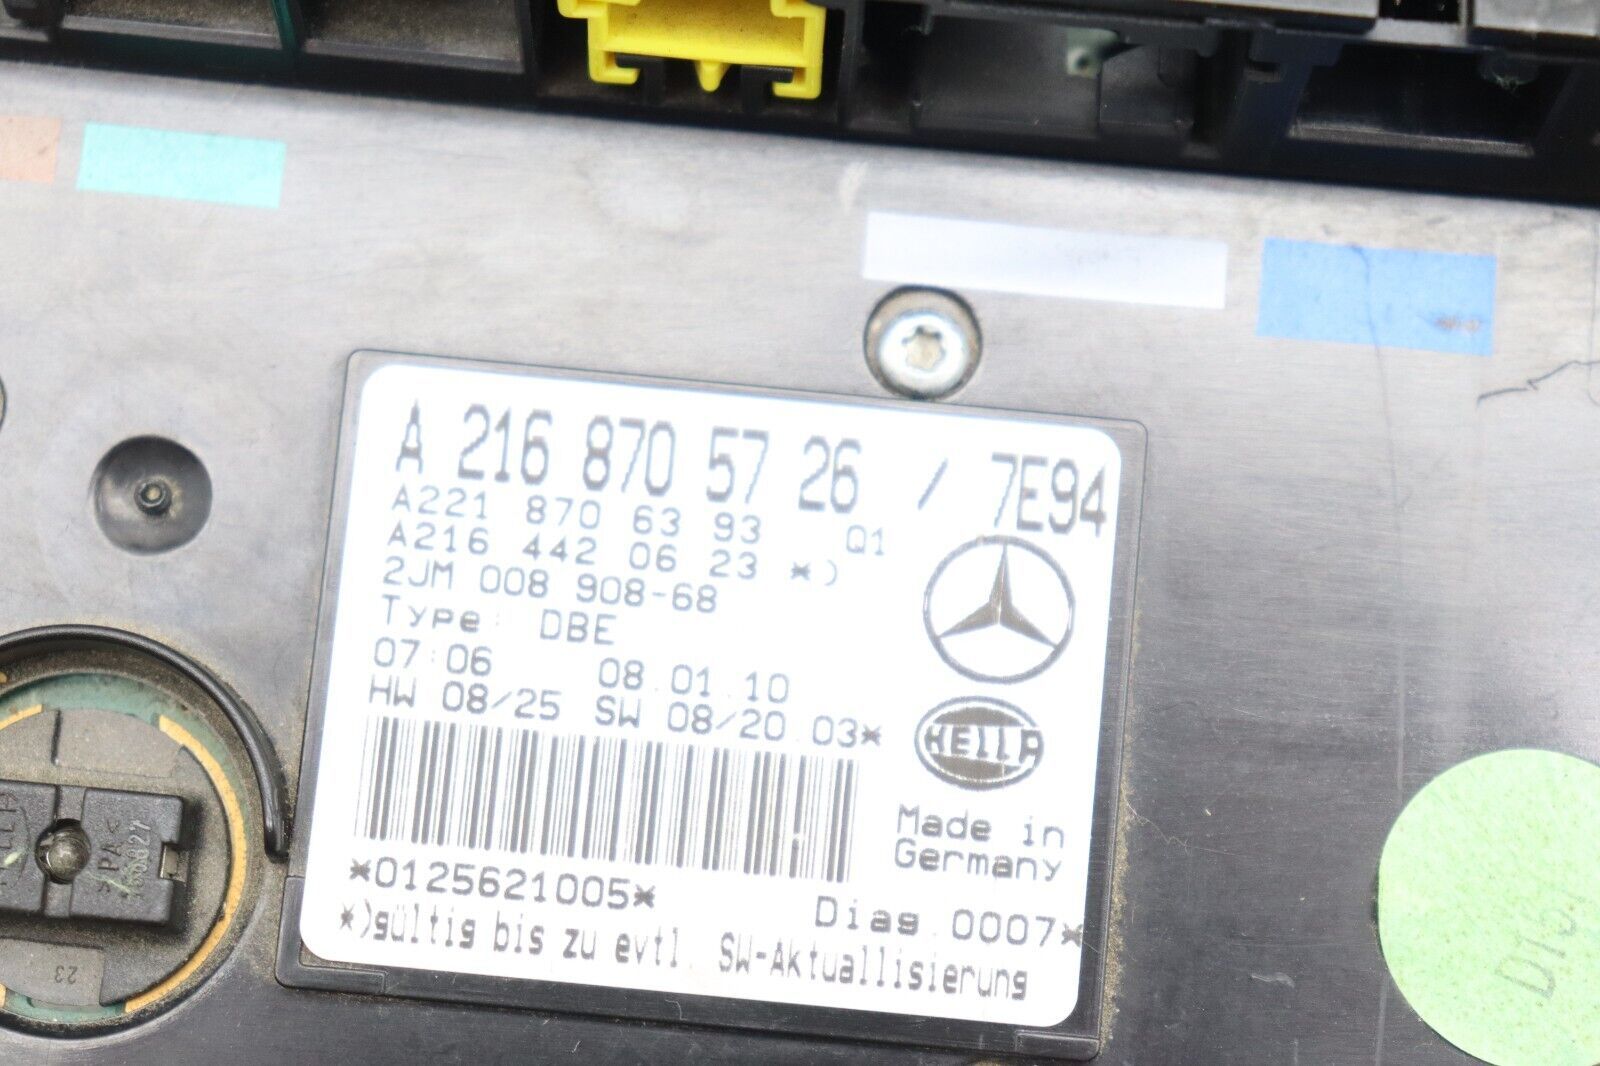 A 216 870 57 26 / 7E94
A221 870 63 93 Q1
A216 442 06 23 *)
2JM 008 908-68
Type: DBE
07:06 08.01.10
HW 08/25 SW 08/20.03*
HELLA
Made in
Germany
*0125621005*
Diag.0007*
*)gültig bis zu evtl. SW-Aktuallisierung
23